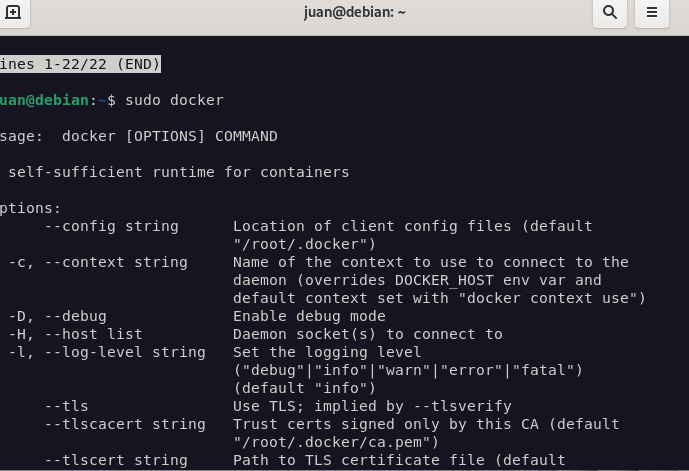 juan@debian: ~
ines 1-22/22 (END)
uan@debian:~$ sudo docker
sage:  docker [OPTIONS] COMMAND
self-sufficient runtime for containers
ptions:
--config string      Location of client config files (default
"/root/.docker")
-c, --context string     Name of the context to use to connect to the
daemon (overrides DOCKER_HOST env var and
default context set with "docker context use")
-D, --debug              Enable debug mode
-H, --host list          Daemon socket(s) to connect to
-l, --log-level string   Set the logging level
("debug"|"info"|"warn"|"error"|"fatal")
(default "info")
--tls                Use TLS; implied by --tlsverify
--tlscacert string   Trust certs signed only by this CA (default
"/root/.docker/ca.pem")
--tlscert string     Path to TLS certificate file (default